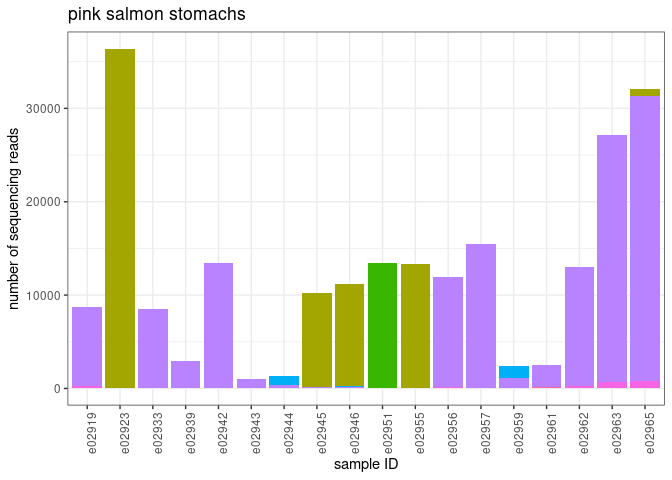 pink salmon stomachs
number of sequencing reads
30000
20000
10000
0
e02919
e02923
e02933
e02939
e02942
e02943
e02944
e02945
e02946
e02951
e02955
e02956
e02957
e02959
e02961
e02962
e02963
e02965
sample ID